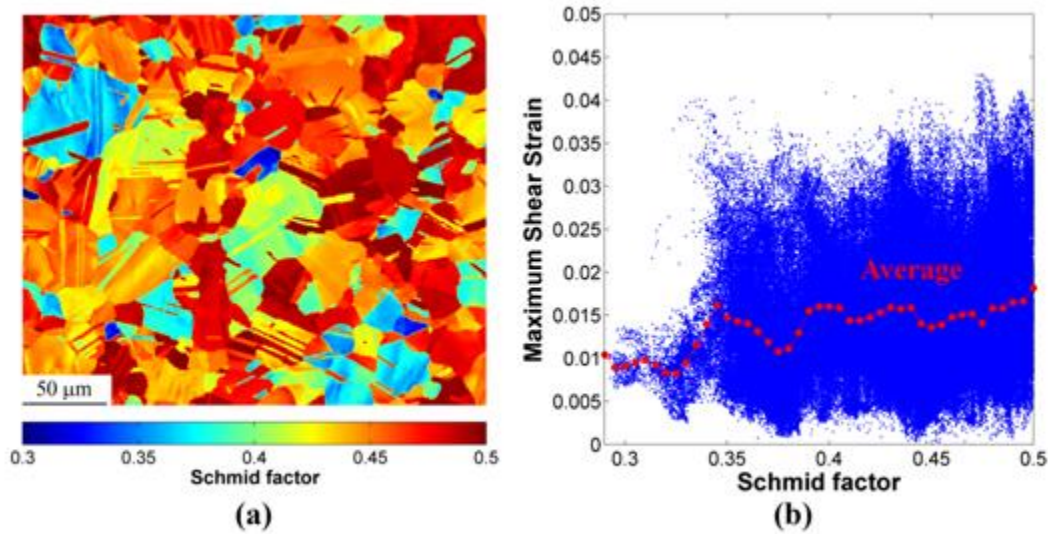 50 μm
0.3 0.35 0.4 0.45 0.5
Schmid factor
(a)
0.05
0.045
0.04
0.035
0.03
0.025
0.02
0.015
0.01
0.005
0
Maximum Shear Strain
Average
0.3 0.35 0.4 0.45 0.5
Schmid factor
(b)